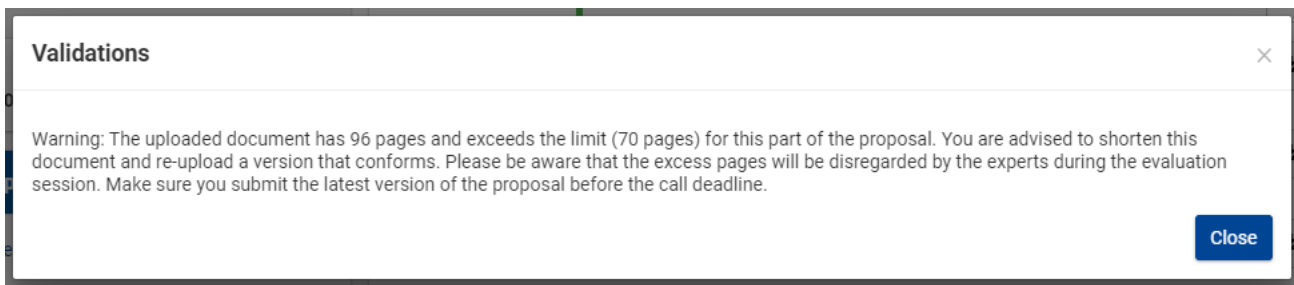 Validations
Warning: The uploaded document has 96 pages and exceeds the limit (70 pages) for this part of the proposal. You are advised to shorten this
document and re-upload a version that conforms. Please be aware that the excess pages will be disregarded by the experts during the evaluation
session. Make sure you submit the latest version of the proposal before the call deadline.
Close